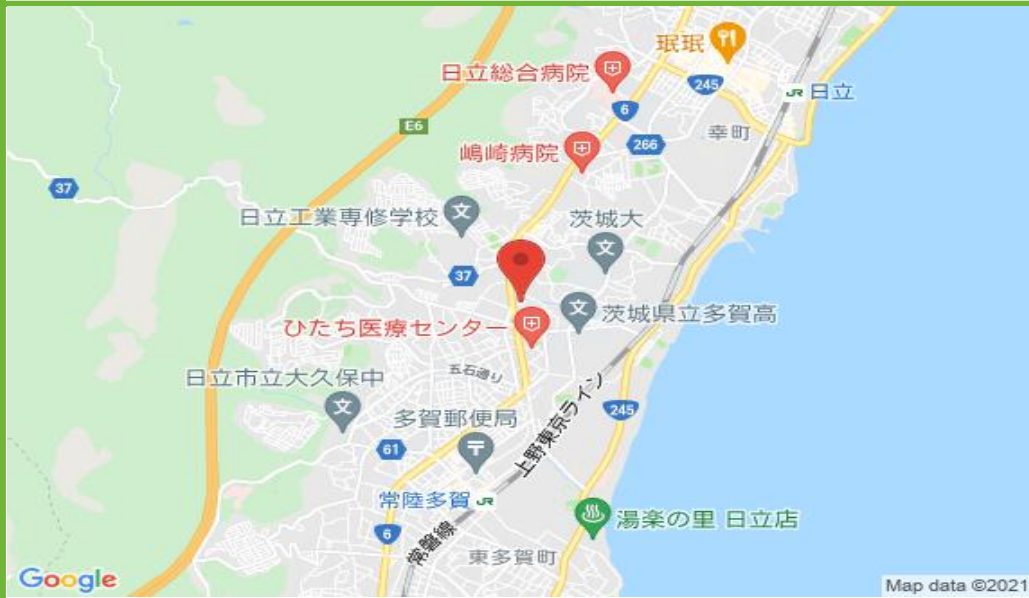 珉珉
日立総合病院
245
JR 日立
6
E6
幸町
266
嶋崎病院
37
日立工業専修学校
茨城大
37
茨城県立多賀高
ひたち医療センター
五石通り
日立市立大久保中
上野東京ライン
245
多賀郵便局
61
常陸多賀 JR
湯楽の里 日立店
6
常磐線
東多賀町
Google
Map data ©2021